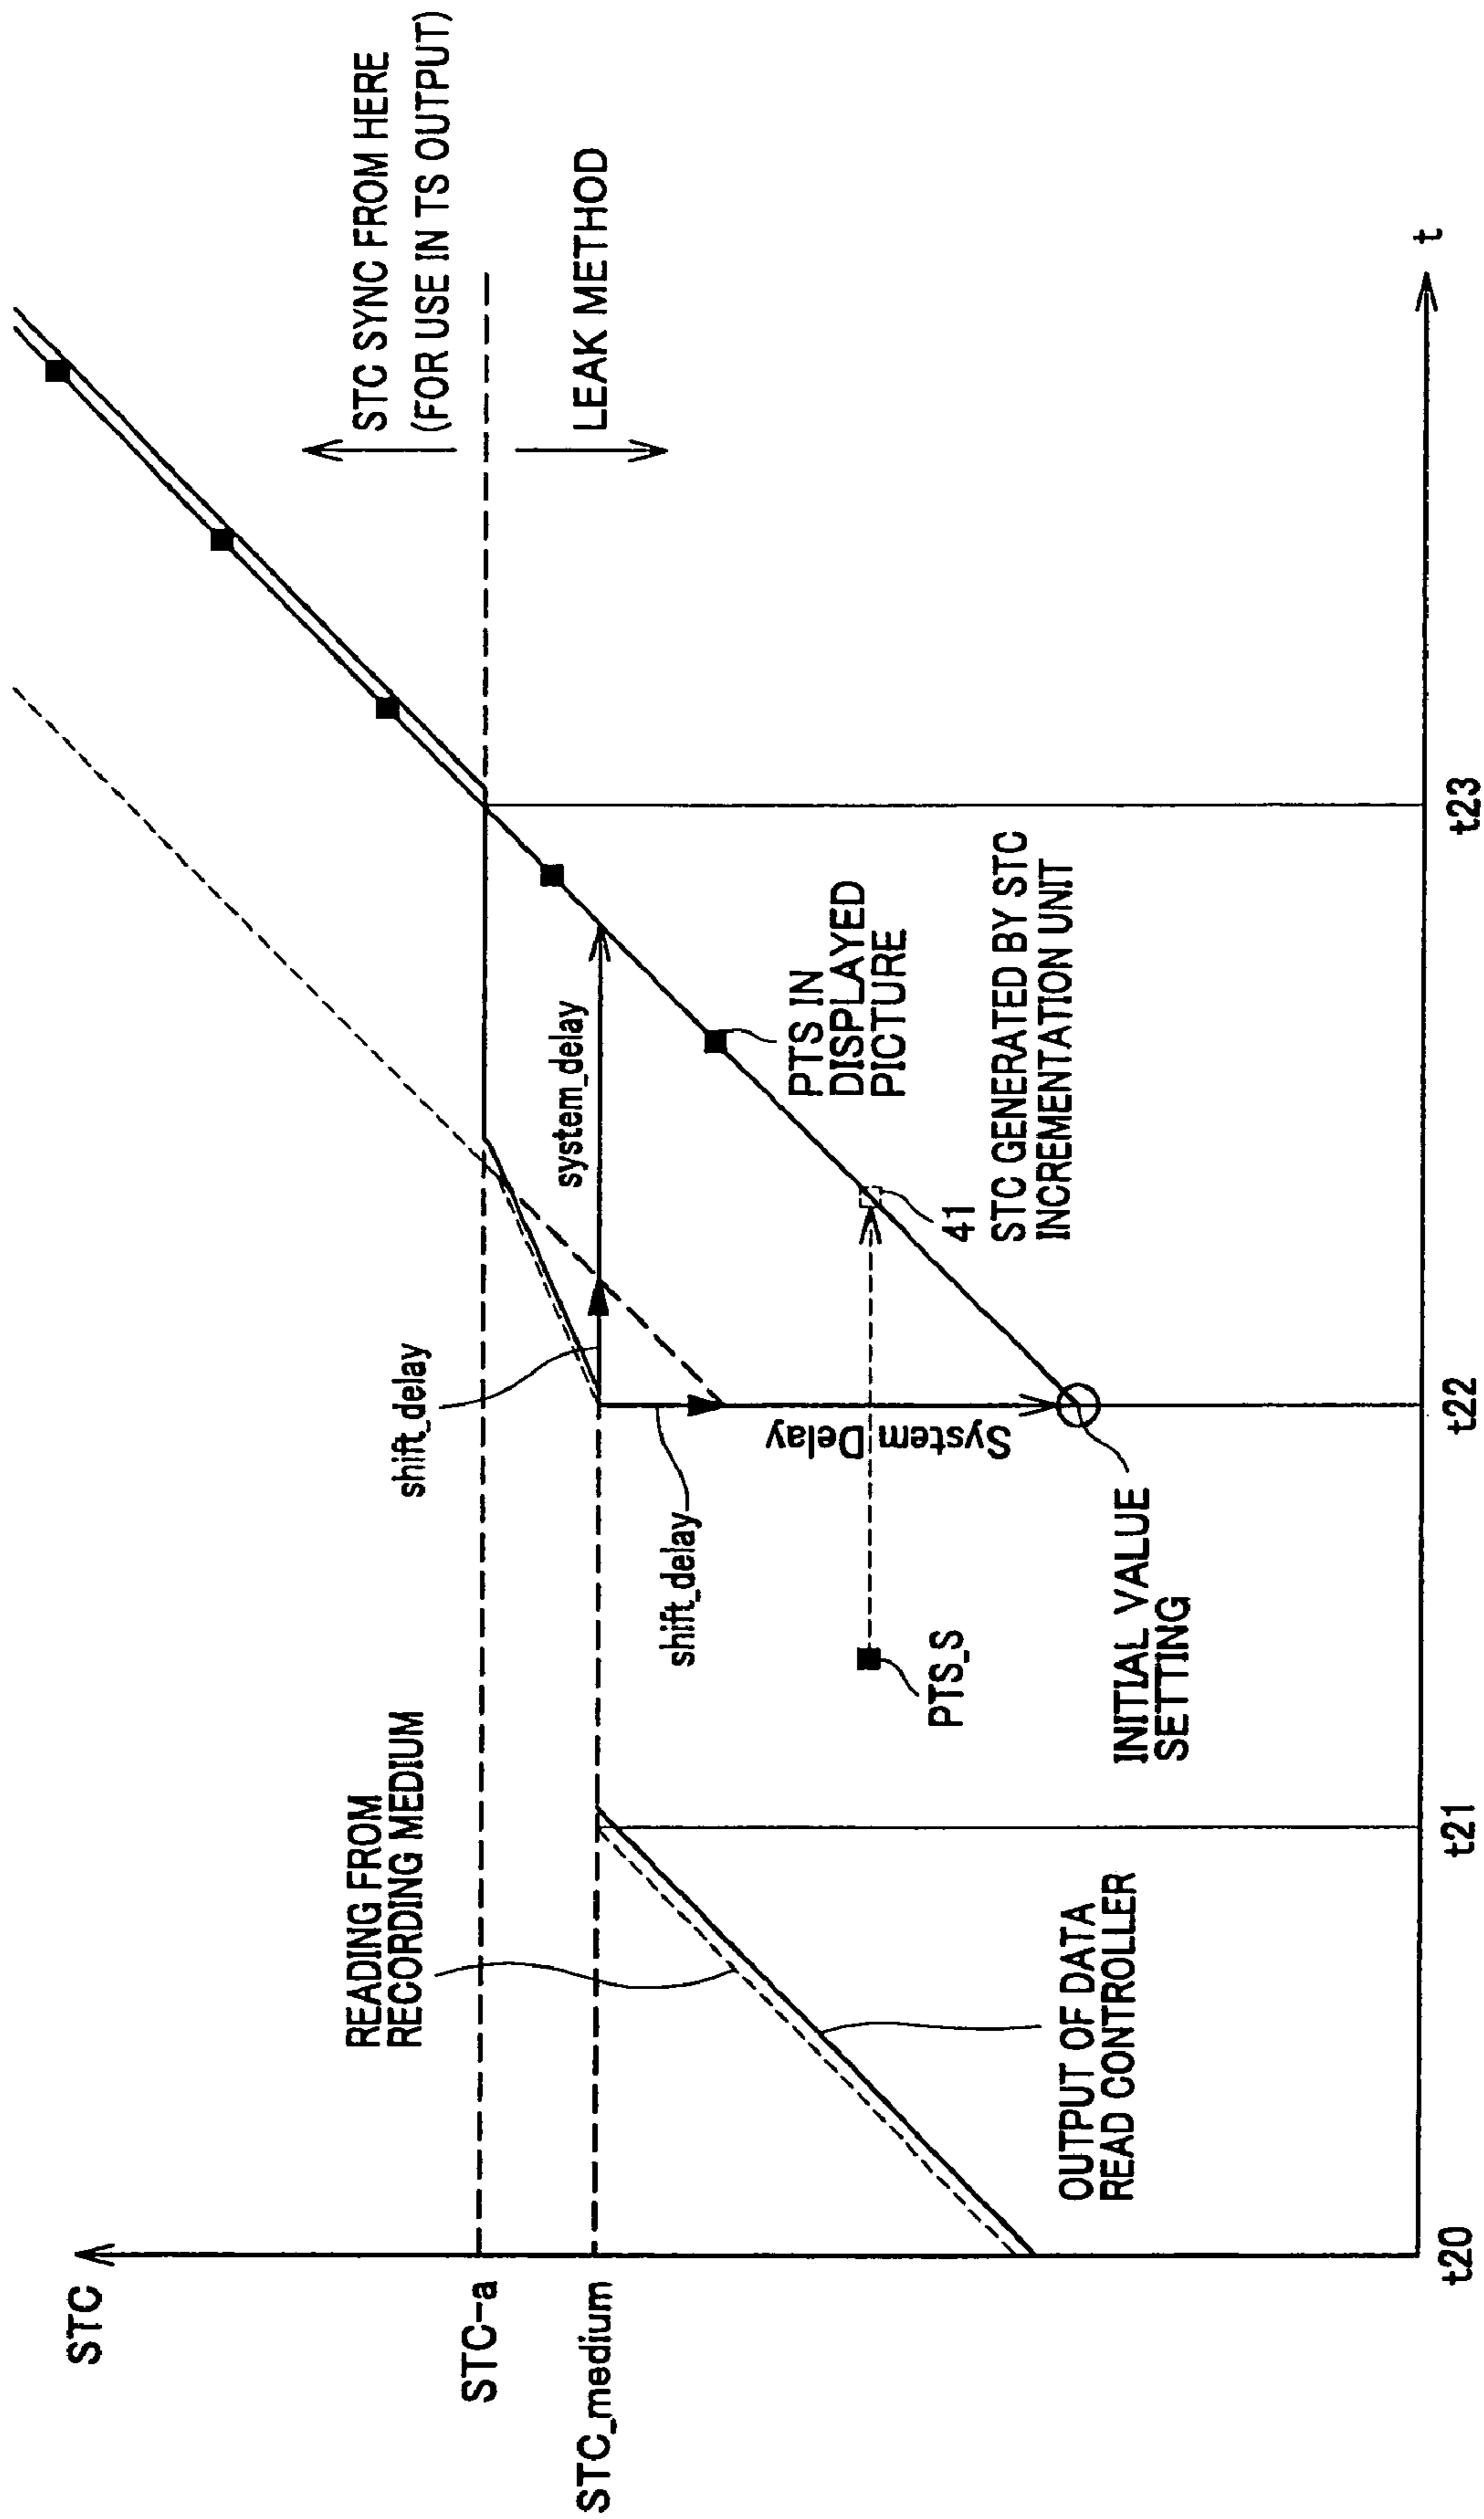 STC
STC-a
STC_medium
READING FROM
RECORDING MEDIUM
OUTPUT OF DATA
READ CONTROLLER
shift_delay
shift_delay
system_delay
System Delay
PTS_S
INITIAL VALUE
SETTING
PTS IN
DISPLAYED
PICTURE
41
STC GENERATED BY STC
INCREMENTATION UNIT
STC SYNC FROM HERE
(FOR USE IN TS OUTPUT)
LEAK METHOD
t
t20
t21
t22
t23